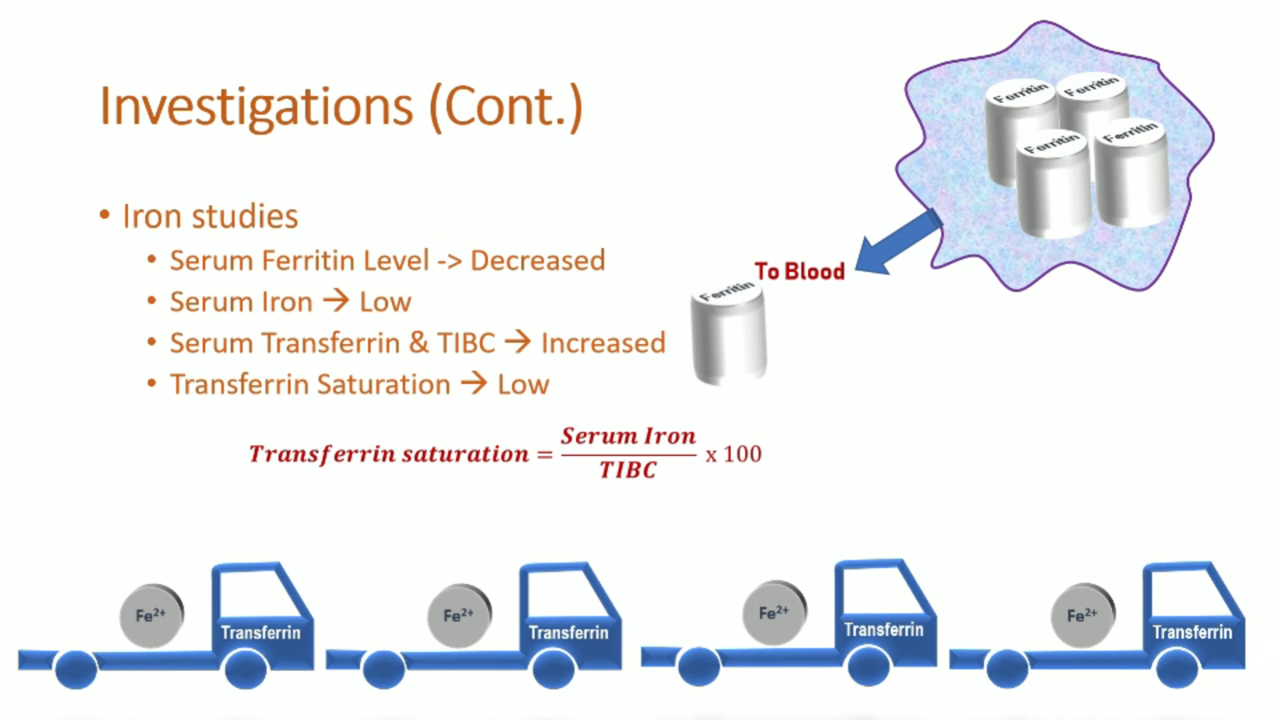 Investigations (Cont.)
• Iron studies
• Serum Ferritin Level -> Decreased
• Serum Iron → Low
• Serum Transferrin & TIBC → Increased
• Transferrin Saturation → Low
Transferrin saturation = Serum Iron / TIBC x 100
Ferritin
Ferritin
Ferritin
Ferritin
To Blood
Ferritin
Fe²⁺
Transferrin
Fe²⁺
Transferrin
Fe²⁺
Transferrin
Fe²⁺
Transferrin